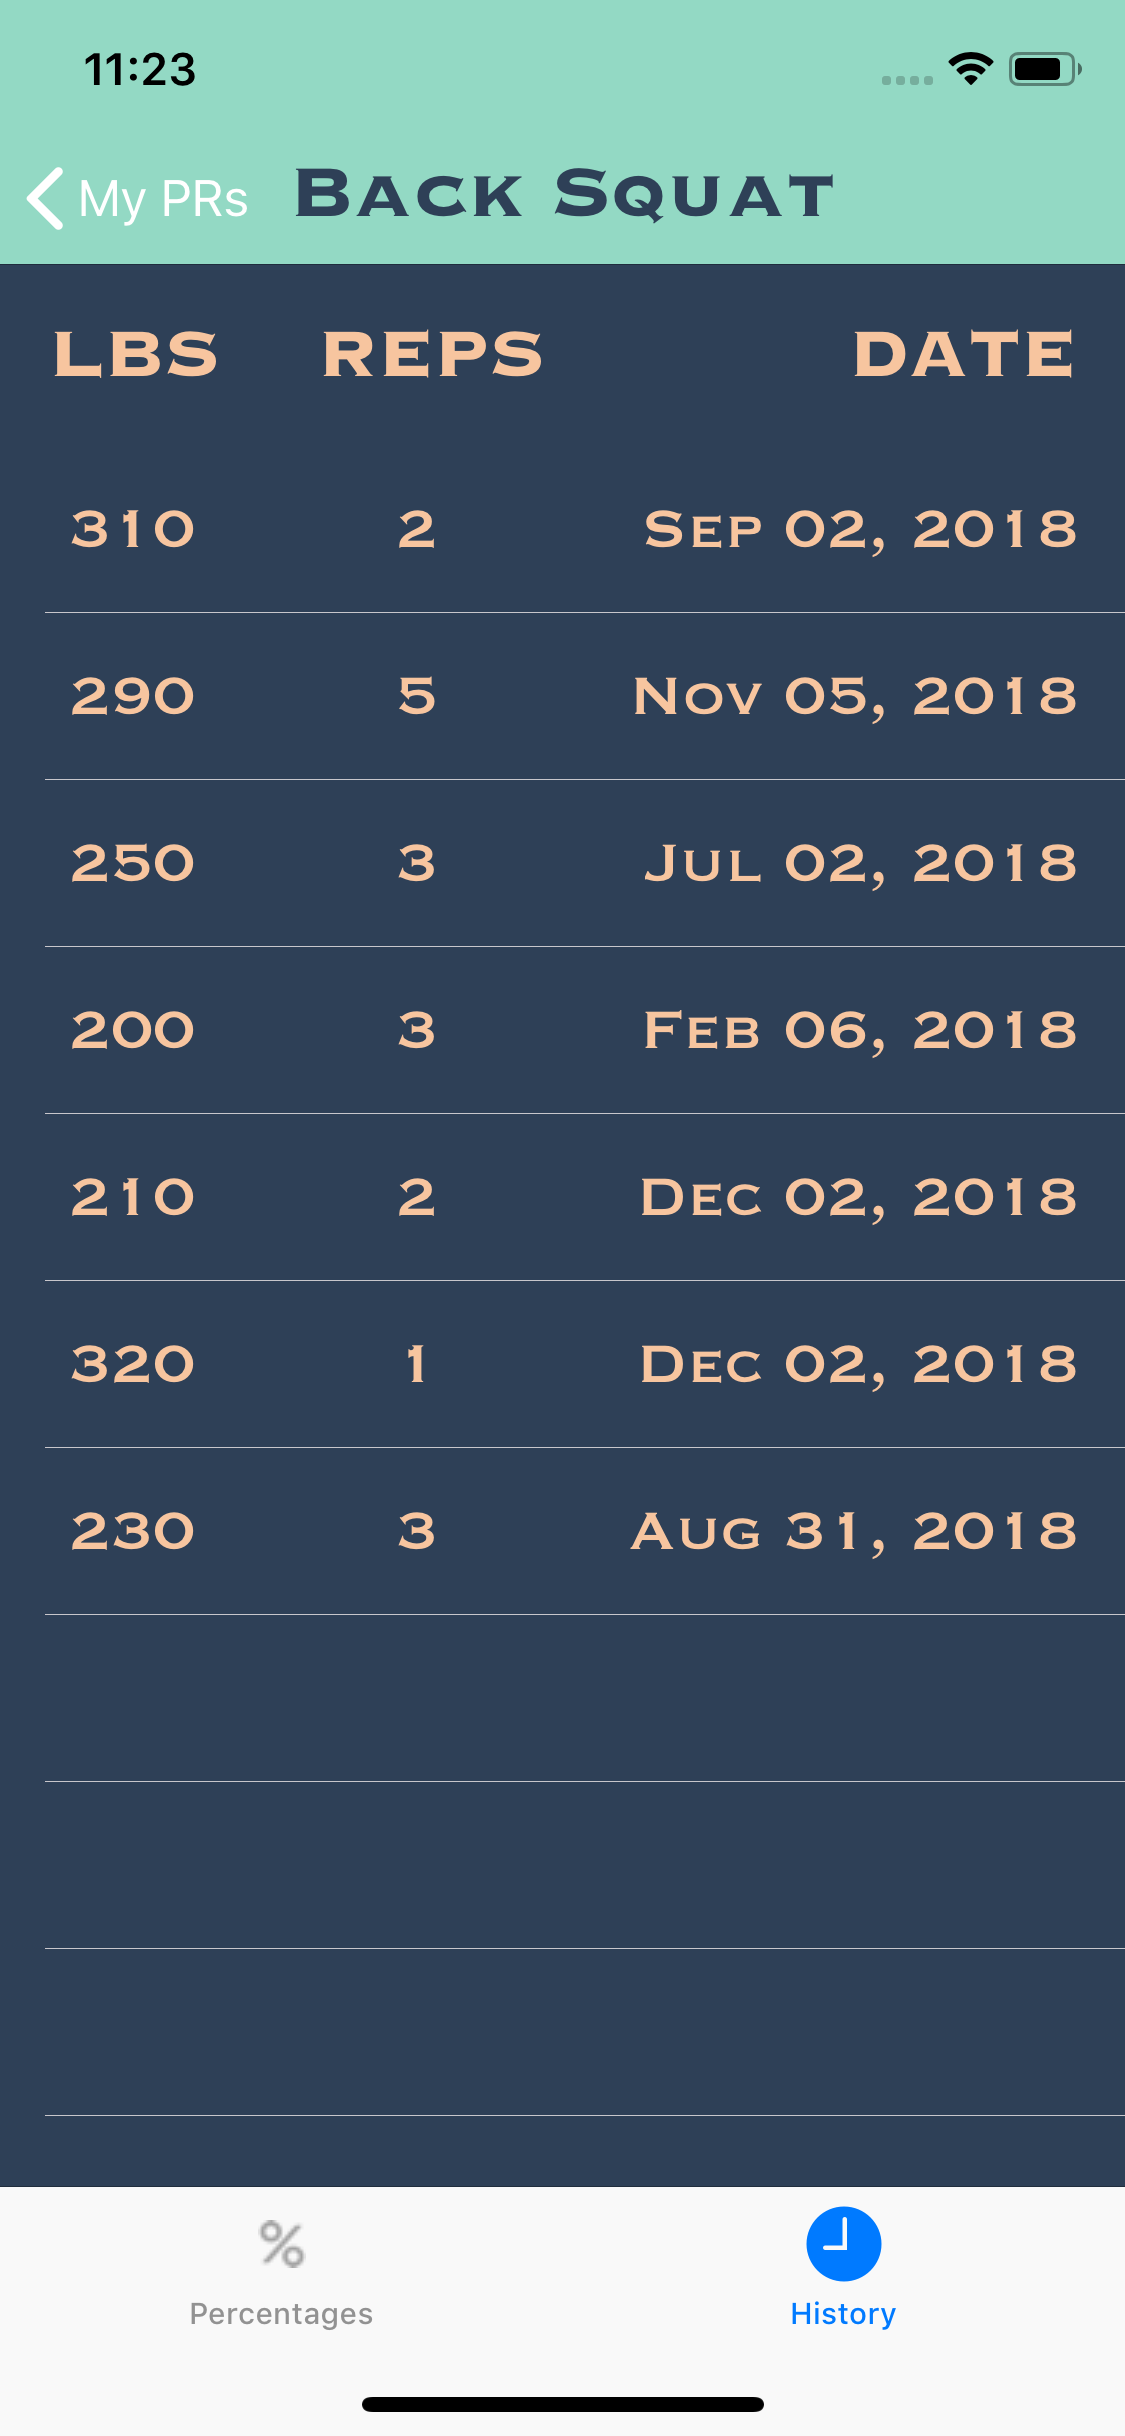 11:23
My PRs Back Squat
LBS REPS DATE
310 2 Sep 02, 2018
290 5 Nov 05, 2018
250 3 Jul 02, 2018
200 3 Feb 06, 2018
210 2 Dec 02, 2018
320 1 Dec 02, 2018
230 3 Aug 31, 2018
%
Percentages History